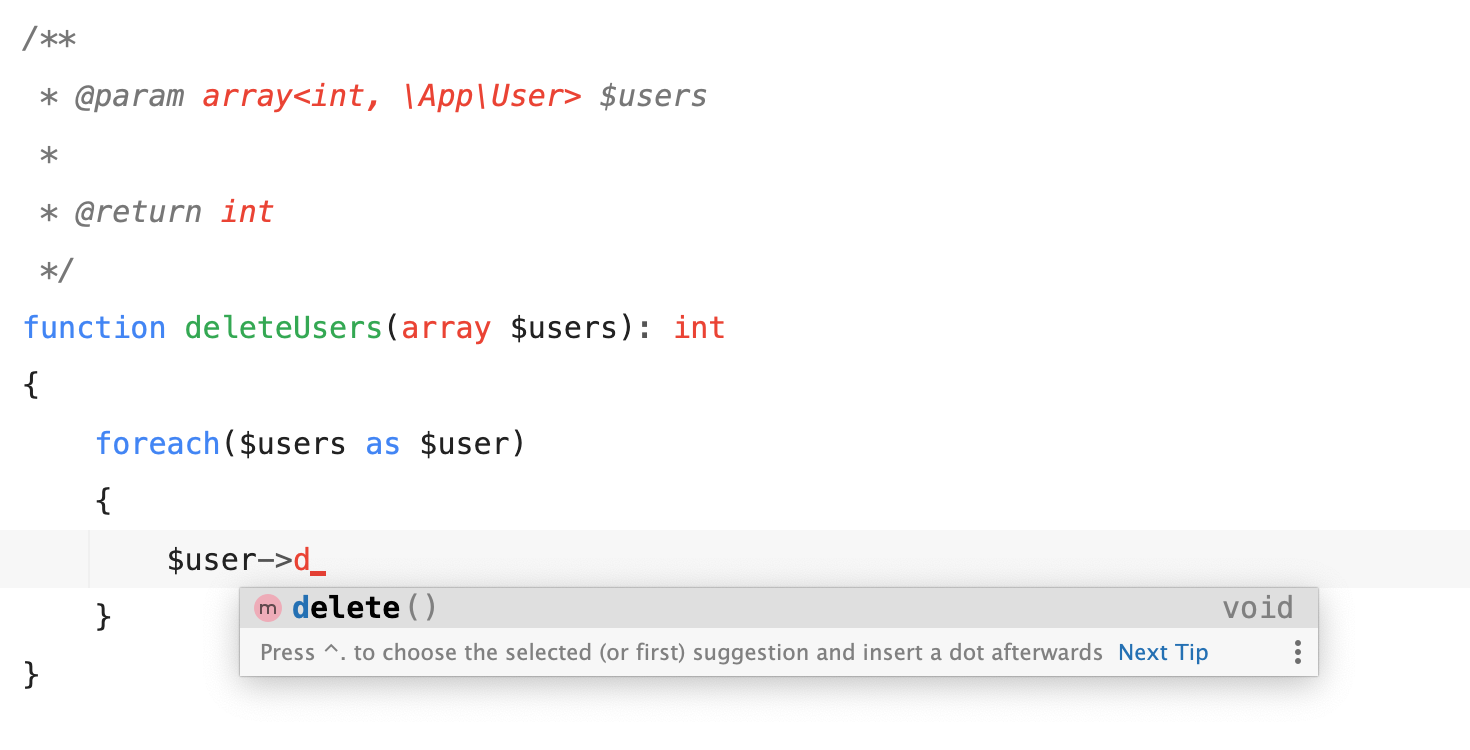 /**
 * @param array<int, \App\User> $users
 *
 * @return int
 */
function deleteUsers(array $users): int
{
    foreach($users as $user)
    {
        $user->d_
m delete() void
Press ^. to choose the selected (or first) suggestion and insert a dot afterwards Next Tip
    }
}